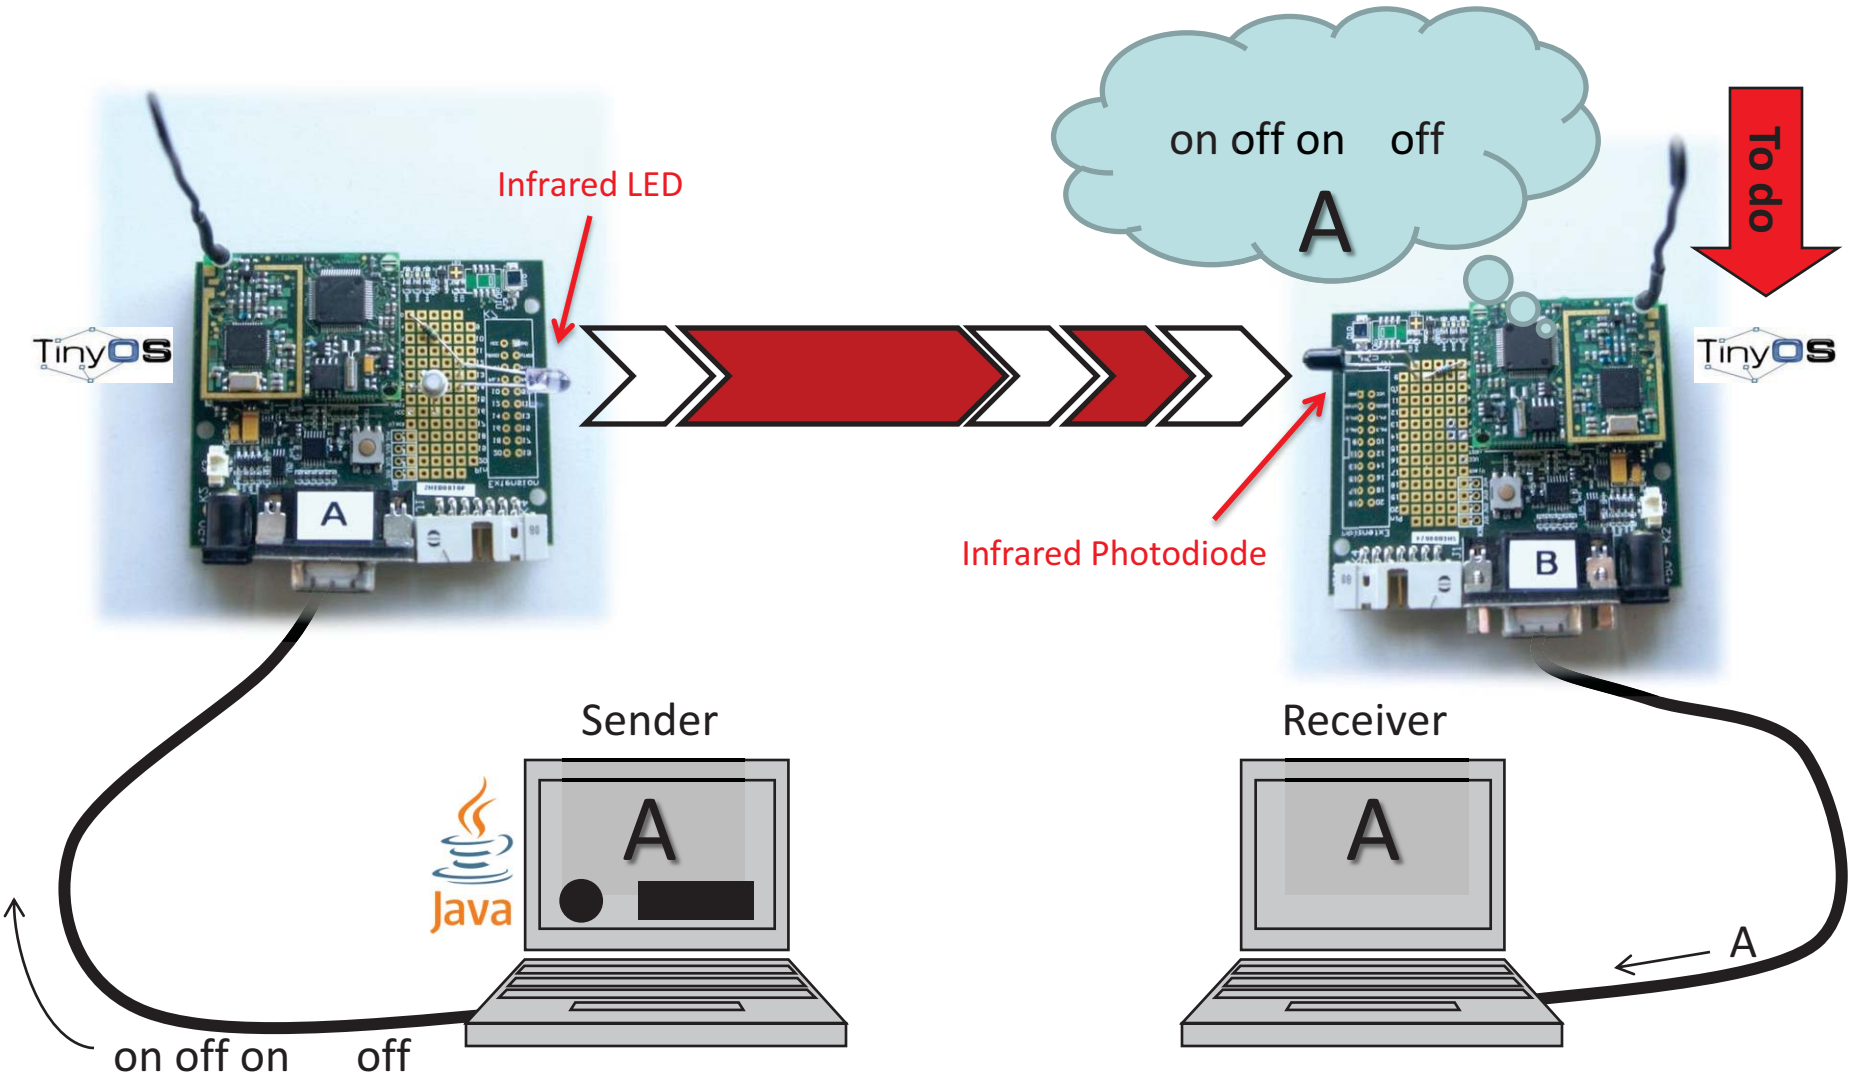 on off on off
A
To do
Infrared LED
TinyOS
TinyOS
A
Infrared Photodiode
B
Sender
Receiver
A
A
Java
A
on off on off